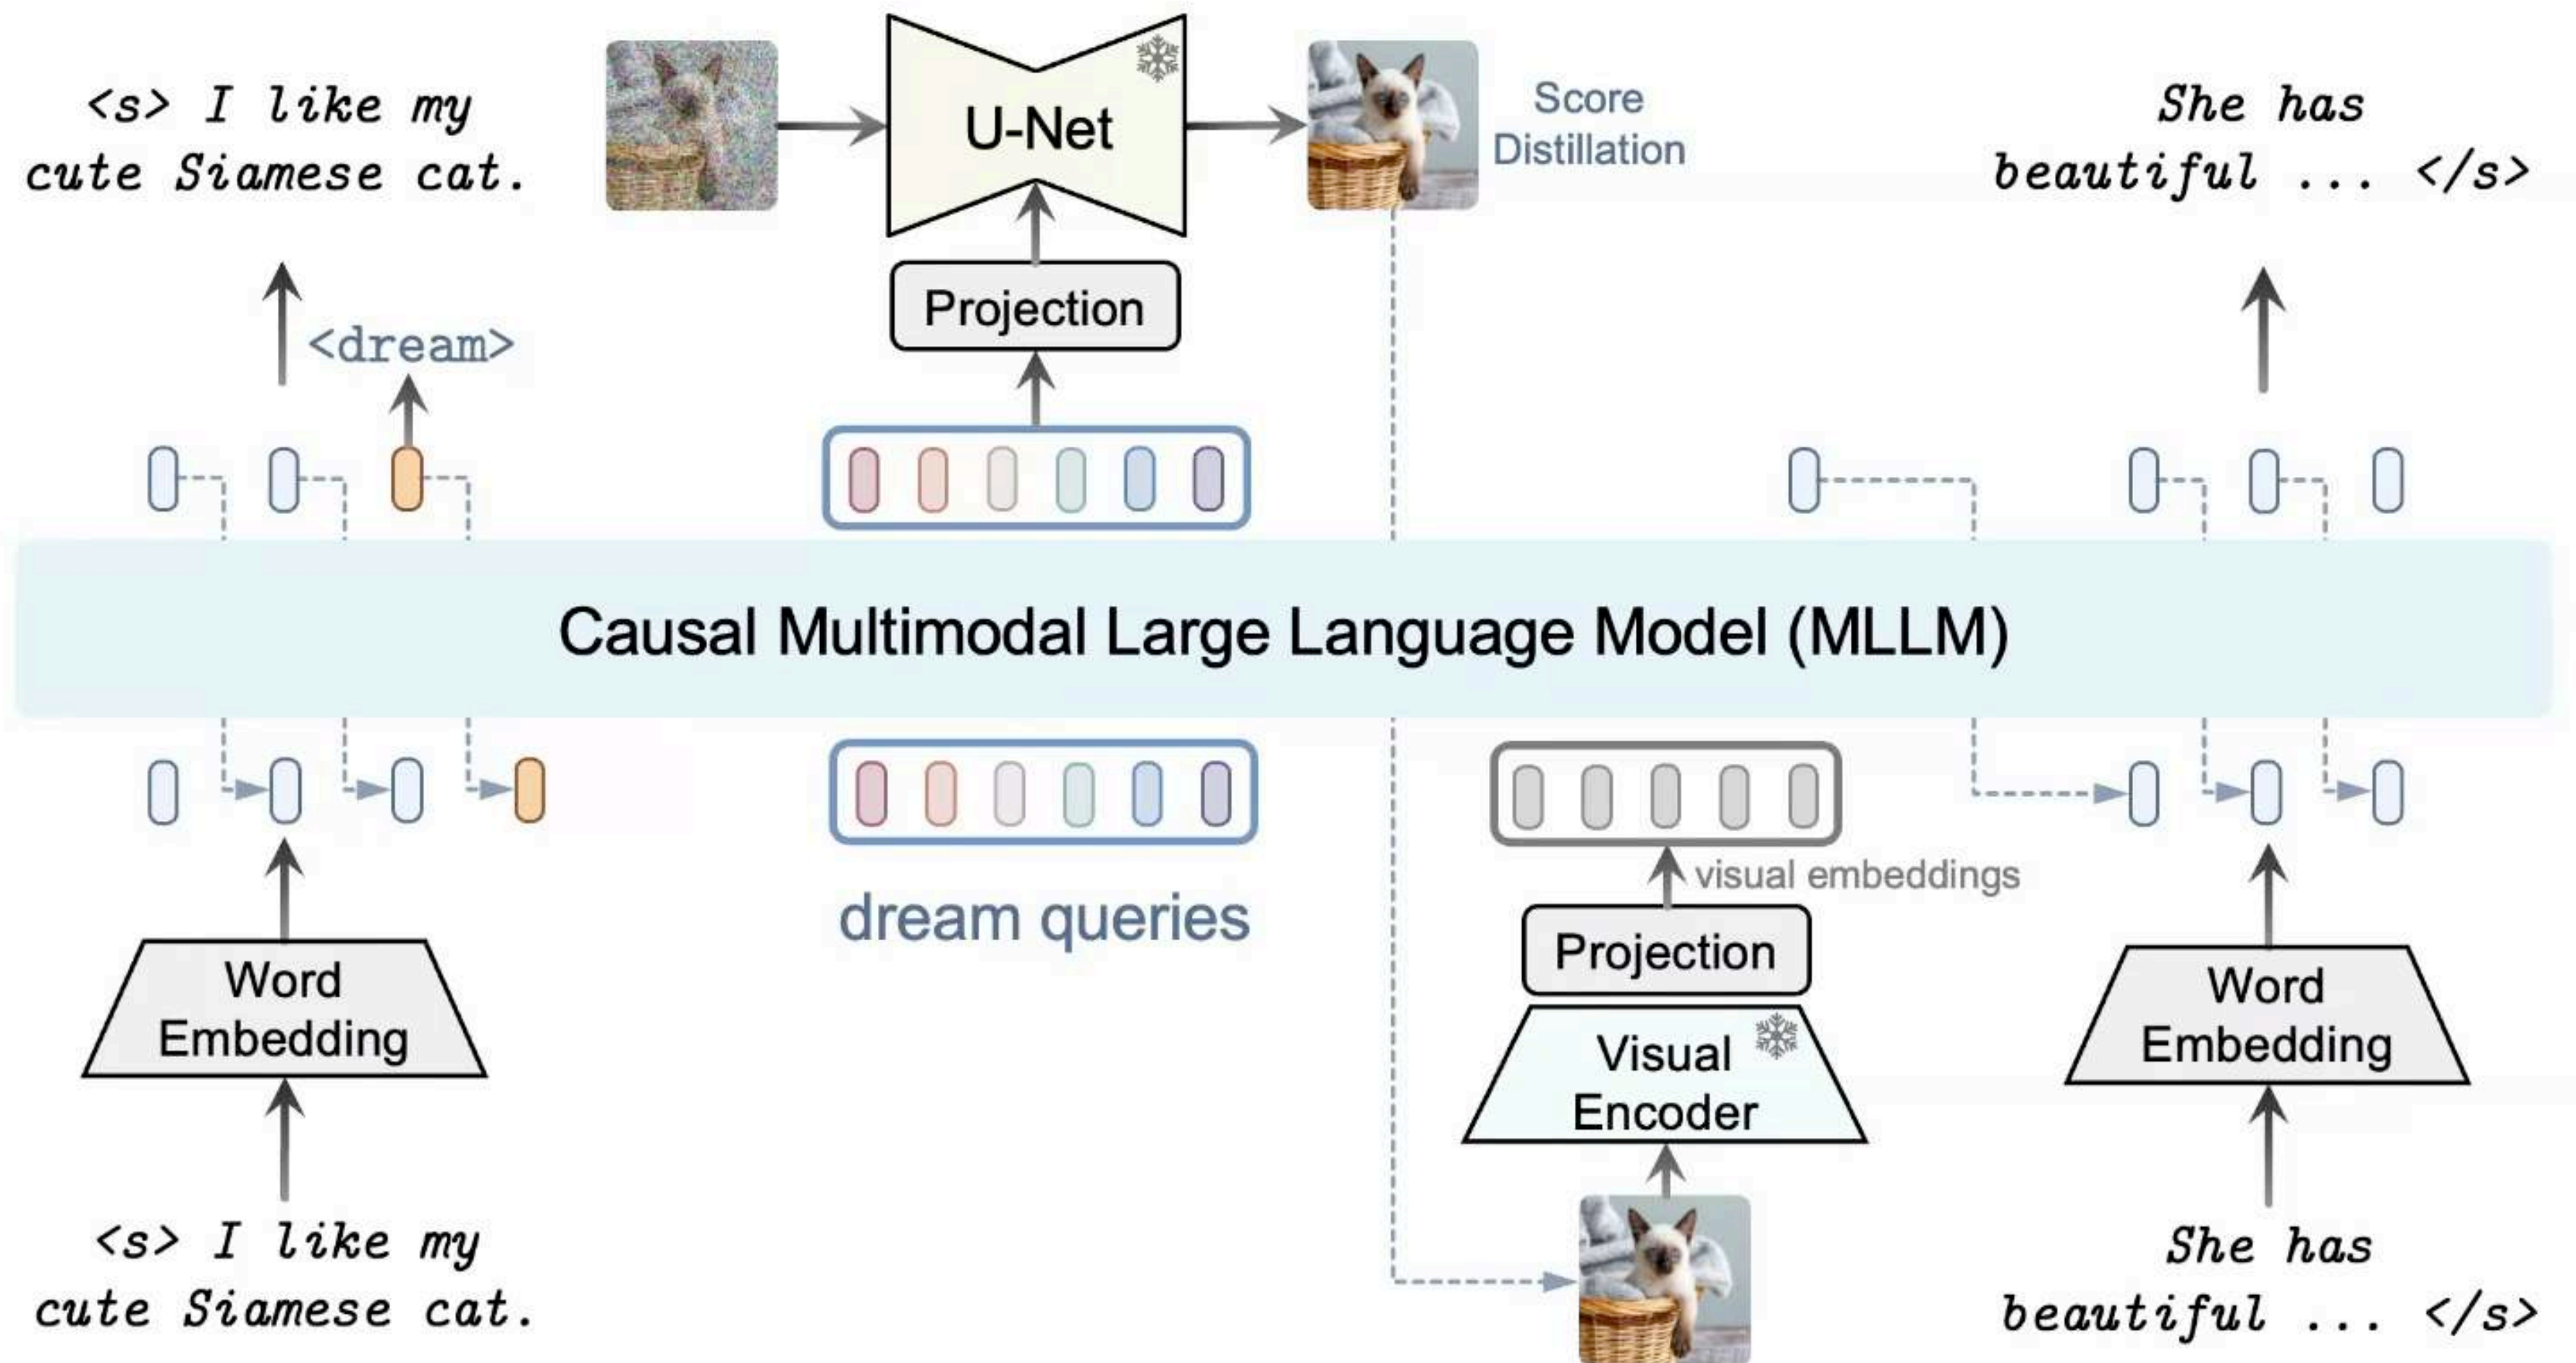 <s> I like my
cute Siamese cat.
<dream>
U-Net
Projection
Score
Distillation
She has
beautiful ... </s>
Causal Multimodal Large Language Model (MLLM)
dream queries
visual embeddings
Projection
Visual
Encoder
Word
Embedding
Word
Embedding
<s> I like my
cute Siamese cat.
She has
beautiful ... </s>